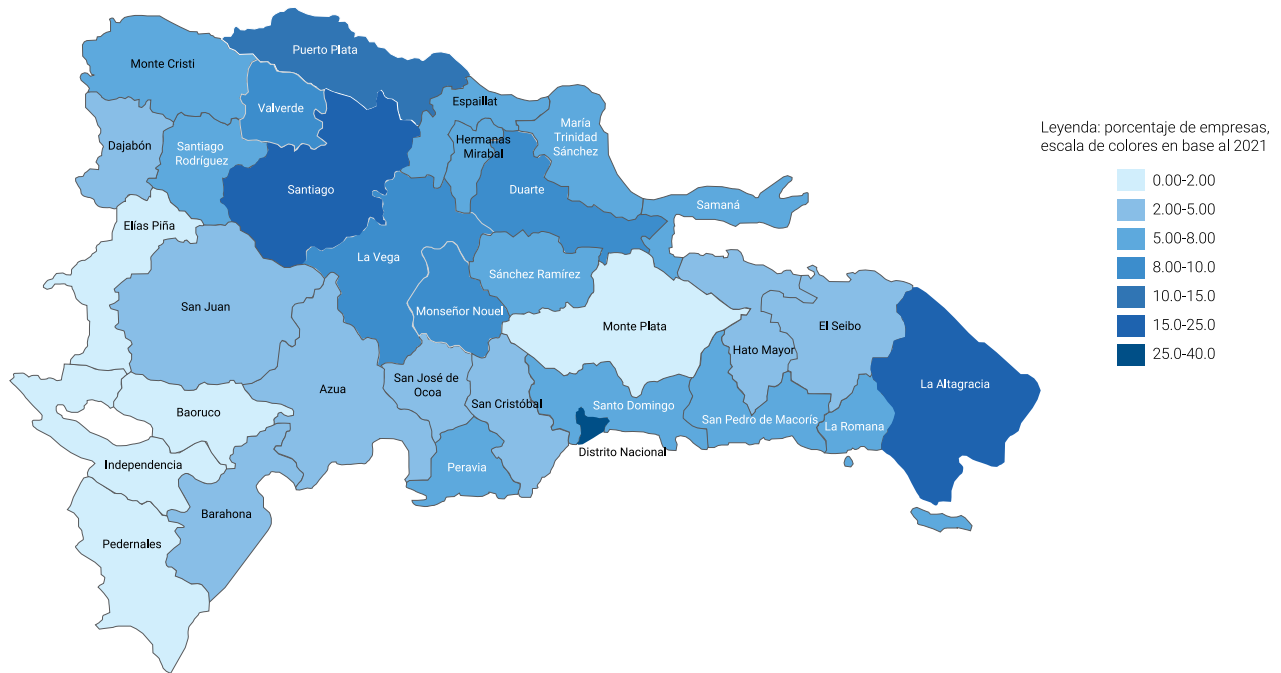 Puerto Plata
Monte Cristi
Valverde
Espaillat
María
Trinidad
Sánchez
Dajabón
Santiago
Rodríguez
Hermanas
Mirabal
Santiago
Duarte
Samaná
Elías Piña
La Vega
Sánchez Ramírez
San Juan
Monseñor Nouel
Monte Plata
El Seibo
Hato Mayor
La Altagracia
Azua
San José de
Ocoa
San Cristóbal
Santo Domingo
San Pedro de Macorís
La Romana
Baoruco
Distrito Nacional
Independencia
Peravia
Barahona
Pedernales
Leyenda: porcentaje de empresas,
escala de colores en base al 2021
0.00-2.00
2.00-5.00
5.00-8.00
8.00-10.0
10.0-15.0
15.0-25.0
25.0-40.0